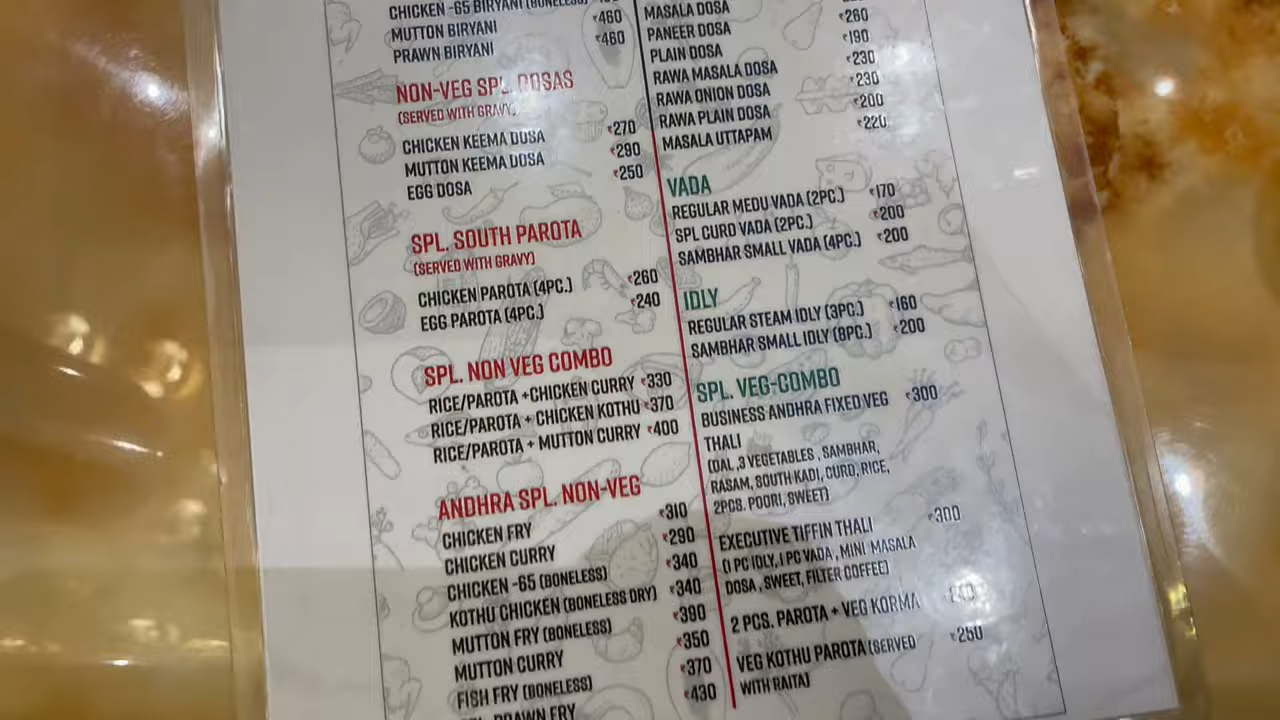 CHICKEN -65 BIRYANI (BONELESS)
MUTTON BIRYANI ₹460
PRAWN BIRYANI ₹460
NON-VEG SPL. DOSAS
(SERVED WITH GRAVY)
CHICKEN KEEMA DOSA ₹270
MUTTON KEEMA DOSA ₹290
EGG DOSA ₹250
SPL. SOUTH PAROTA
(SERVED WITH GRAVY)
CHICKEN PAROTA (4PC.) ₹260
EGG PAROTA (4PC.) ₹240
SPL. NON VEG COMBO
RICE/PAROTA +CHICKEN CURRY ₹330
RICE/PAROTA + CHICKEN KOTHU ₹370
RICE/PAROTA + MUTTON CURRY ₹400
ANDHRA SPL. NON-VEG
CHICKEN FRY ₹310
CHICKEN CURRY ₹290
CHICKEN -65 (BONELESS) ₹340
KOTHU CHICKEN (BONELESS DRY) ₹340
MUTTON FRY (BONELESS) ₹390
MUTTON CURRY ₹350
FISH FRY (BONELESS) ₹370
PRAWN FRY ₹430
MASALA DOSA
PANEER DOSA ₹260
PLAIN DOSA ₹190
RAWA MASALA DOSA ₹230
RAWA ONION DOSA ₹230
RAWA PLAIN DOSA ₹200
MASALA UTTAPAM ₹220
VADA
REGULAR MEDU VADA (2PC.) ₹170
SPL CURD VADA (2PC.) ₹200
SAMBHAR SMALL VADA (4PC.) ₹200
IDLY
REGULAR STEAM IDLY (3PC.) ₹160
SAMBHAR SMALL IDLY (8PC.) ₹200
SPL. VEG-COMBO
BUSINESS ANDHRA FIXED VEG ₹300
THALI
(DAL ,3 VEGETABLES , SAMBHAR,
RASAM, SOUTH KADI, CURD, RICE,
2PCS. POORI, SWEET)
EXECUTIVE TIFFIN THALI ₹300
(1 PC IDLY, 1 PC VADA , MINI MASALA
DOSA , SWEET, FILTER COFFEE)
2 PCS. PAROTA + VEG KORMA
VEG KOTHU PAROTA (SERVED ₹250
WITH RAITA)